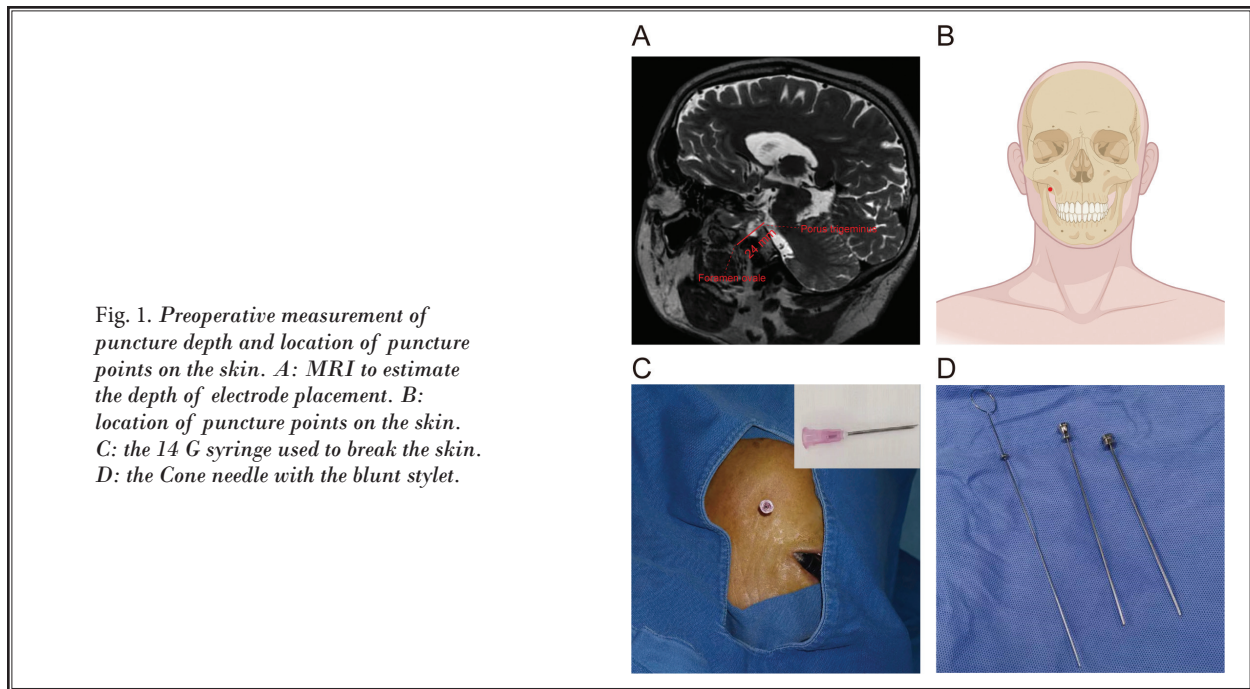 Fig. 1. Preoperative measurement of
puncture depth and location of puncture
points on the skin. A: MRI to estimate
the depth of electrode placement. B:
location of puncture points on the skin.
C: the 14 G syringe used to break the skin.
D: the Cone needle with the blunt stylet.
A
B
Porus trigeminus
24 mm
Foramen ovale
C
D